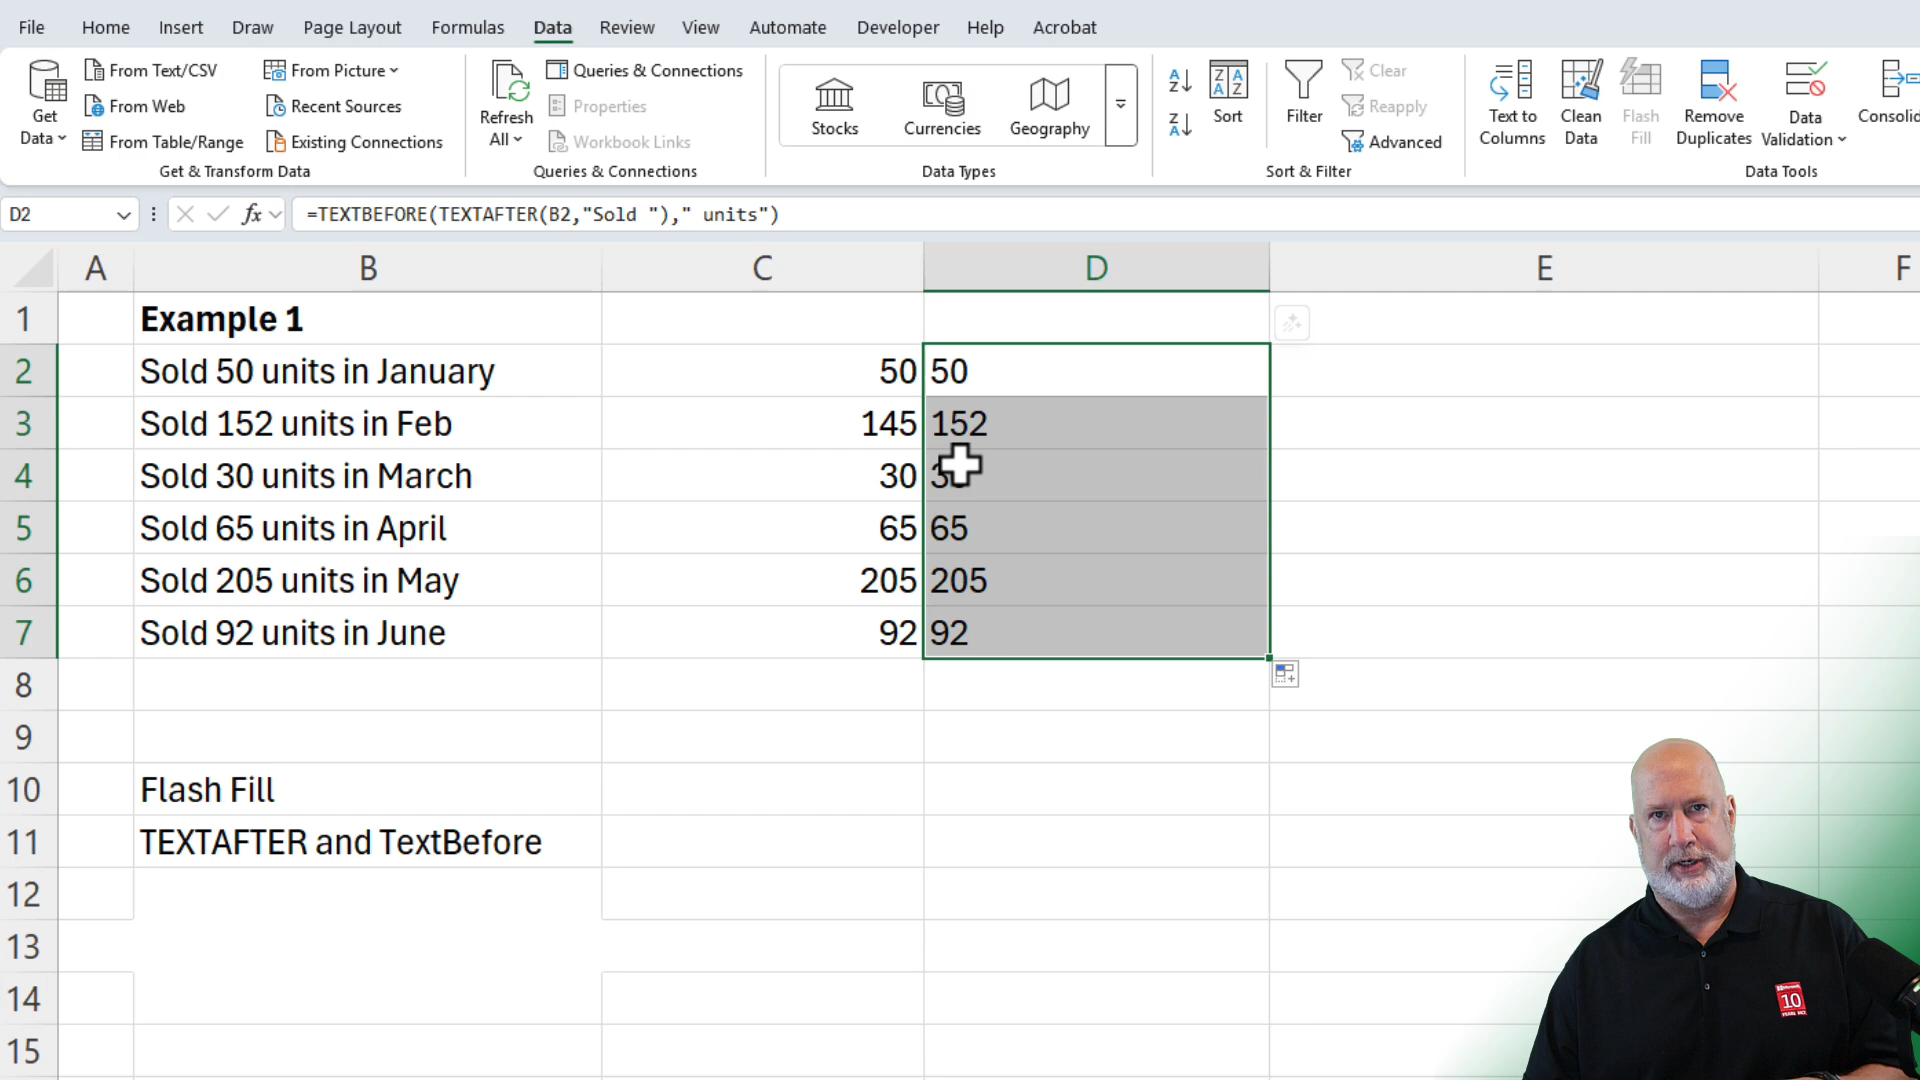 File Home Insert Draw Page Layout Formulas Data Review View Automate Developer Help Acrobat
Get Data
From Text/CSV
From Web
From Table/Range
From Picture
Recent Sources
Existing Connections
Get & Transform Data
Refresh All
Queries & Connections
Properties
Workbook Links
Queries & Connections
Stocks
Currencies
Geography
Data Types
Sort
Filter
Clear
Reapply
Advanced
Sort & Filter
Text to Columns
Clean Data
Flash Fill
Remove Duplicates
Data Validation
Consolid
Data Tools
D2 fx =TEXTBEFORE(TEXTAFTER(B2,"Sold ")," units")
A B C D E F
1 Example 1
2 Sold 50 units in January 50 50
3 Sold 152 units in Feb 145 152
4 Sold 30 units in March 30
5 Sold 65 units in April 65 65
6 Sold 205 units in May 205 205
7 Sold 92 units in June 92 92
8
9
10 Flash Fill
11 TEXTAFTER and TextBefore
12
13
14
15
10